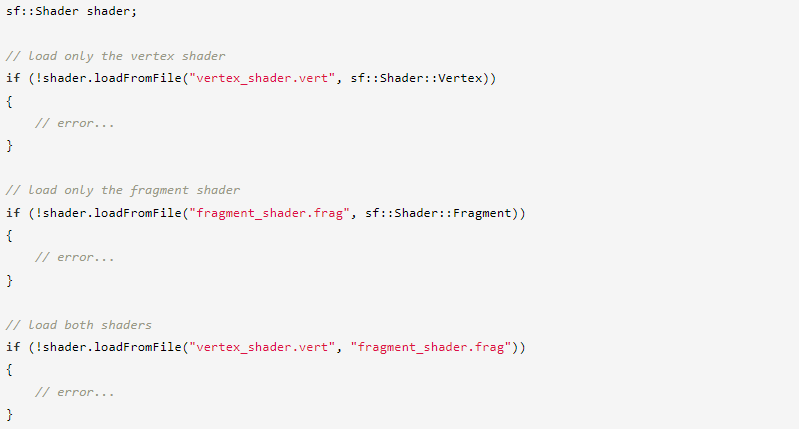 sf::Shader shader;
// load only the vertex shader
if (!shader.loadFromFile("vertex_shader.vert", sf::Shader::Vertex))
{
// error...
}
// load only the fragment shader
if (!shader.loadFromFile("fragment_shader.frag", sf::Shader::Fragment))
{
// error...
}
// load both shaders
if (!shader.loadFromFile("vertex_shader.vert", "fragment_shader.frag"))
{
// error...
}